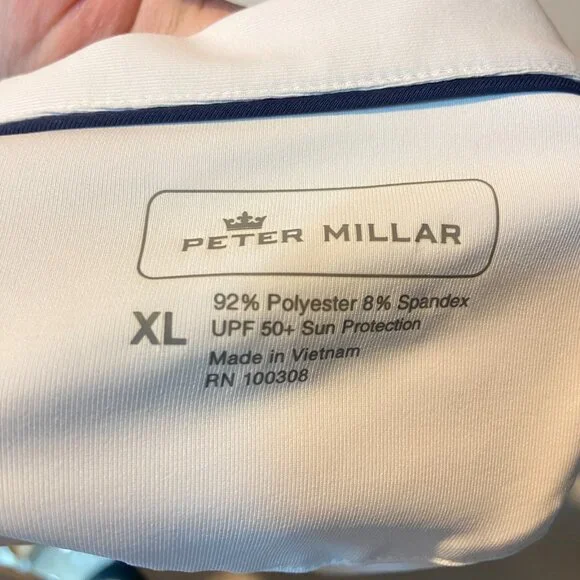 PETER MILLAR
XL
92% Polyester 8% Spandex
UPF 50+ Sun Protection
Made in Vietnam
RN 100308